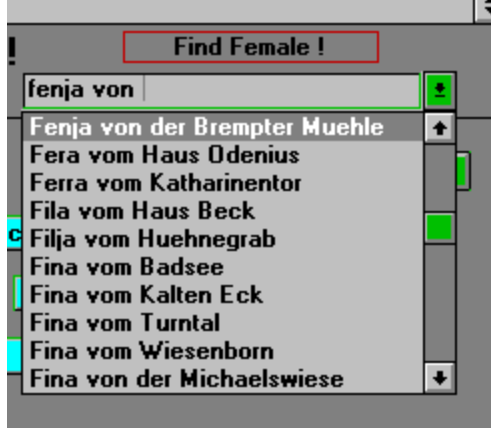 !
Find Female !
fenja von
Fenja von der Brempter Muehle
Fera vom Haus Odenius
Ferra vom Katharinentor
Fila vom Haus Beck
Filja vom Huehnegrab
Fina vom Badsee
Fina vom Kalten Eck
Fina vom Turntal
Fina vom Wiesenborn
Fina von der Michaelswiese